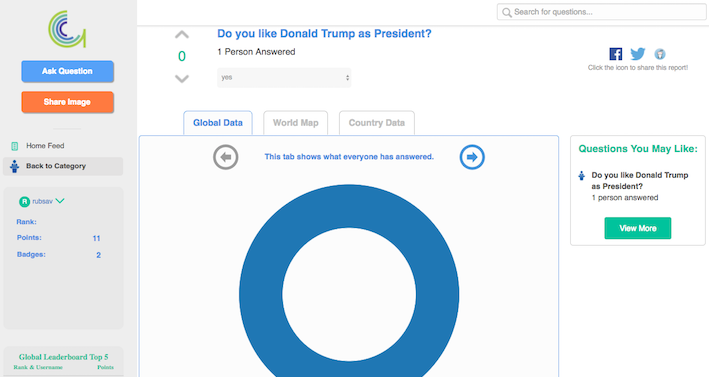 Search for questions...
Do you like Donald Trump as President?
0
1 Person Answered
yes
Click the icon to share this report!
Ask Question
Share Image
Home Feed
Back to Category
R rubsav
Rank:
Points: 11
Badges: 2
Global Leaderboard Top 5
Rank & Username Points
Global Data World Map Country Data
This tab shows what everyone has answered.
Questions You May Like:
Do you like Donald Trump
as President?
1 person answered
View More